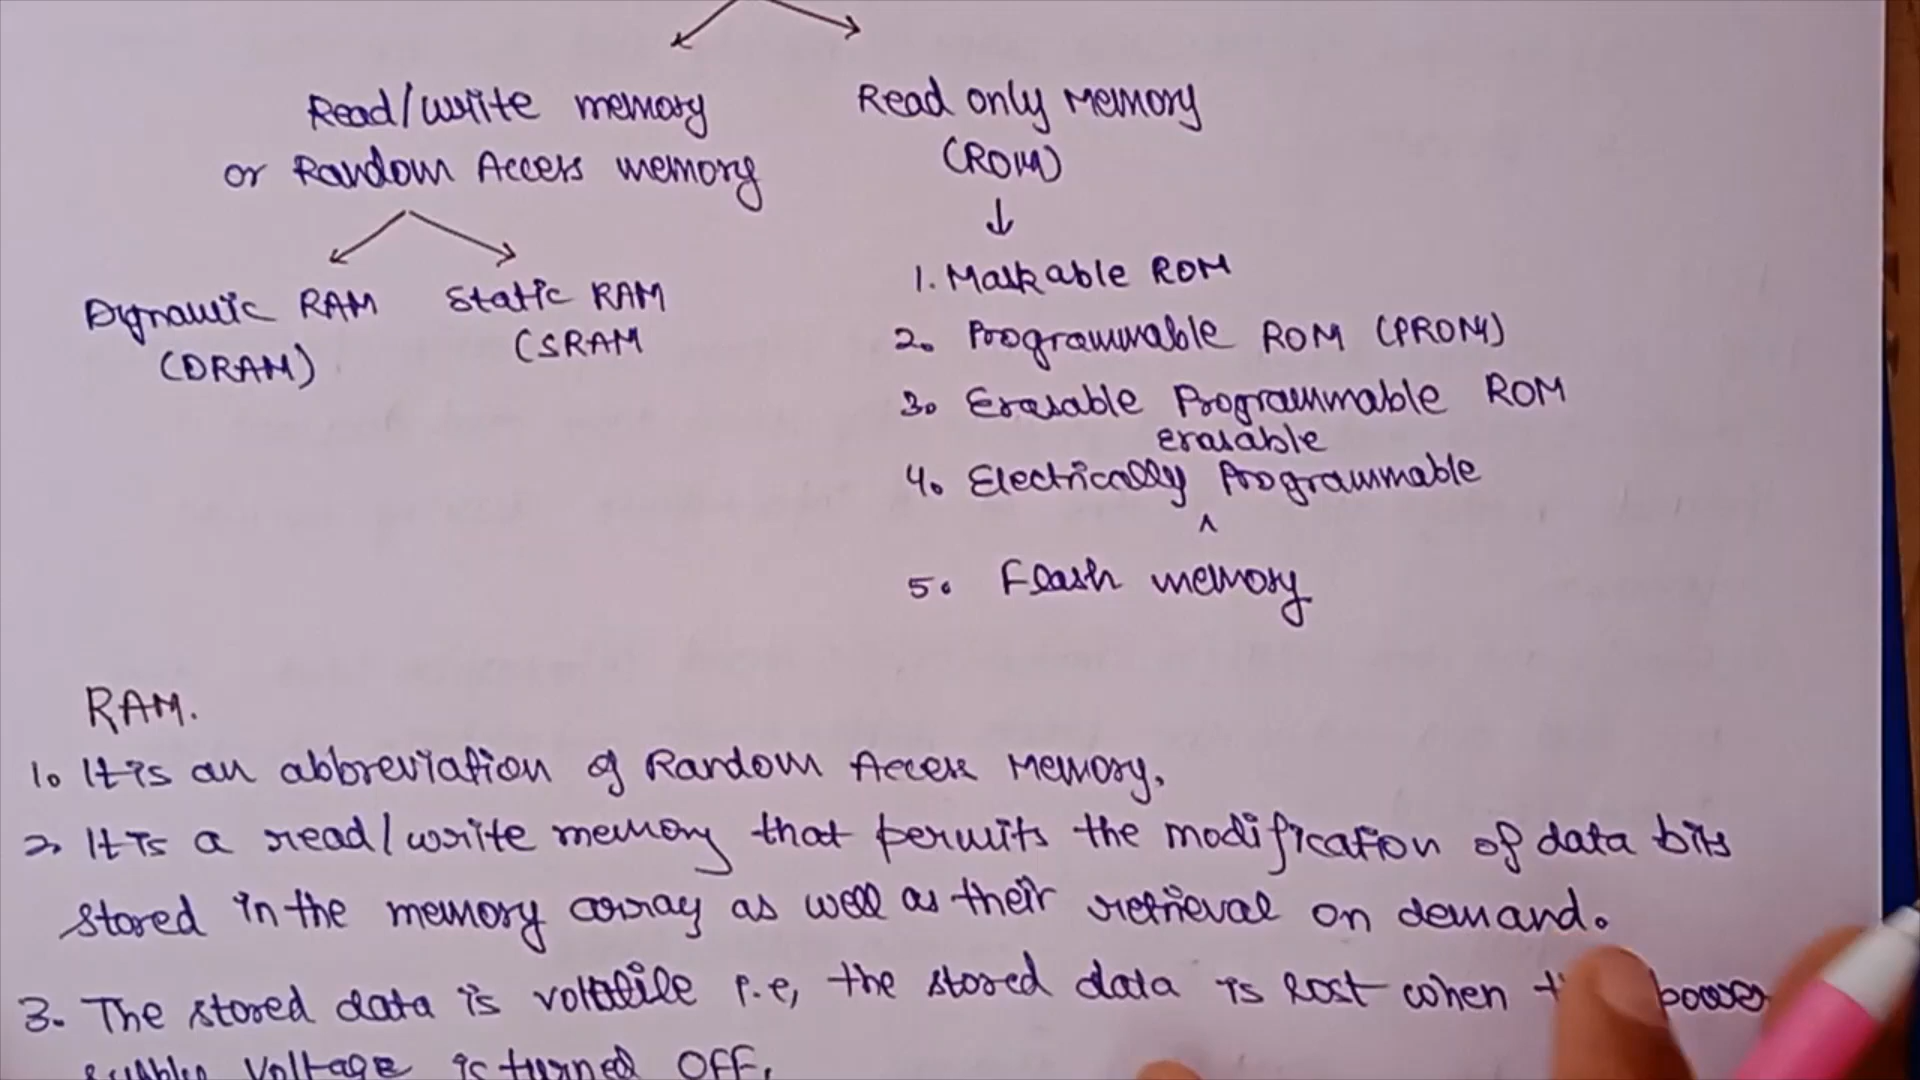 Read/write memory
or Random Access memory
Read only Memory
(ROM)
Dynamic RAM
(DRAM)
Static RAM
(SRAM
1. Maskable ROM
2. Programmable ROM (PROM)
3. Erasable Programmable ROM
erasable
4. Electrically Programmable
^
5. Flash memory
RAM.
1. It is an abbreviation of Random Access Memory.
2. It is a read/write memory that permits the modification of data bits
stored in the memory array as well as their retrieval on demand.
3. The stored data is volatile i.e, the stored data is lost when power
supply voltage is turned OFF.